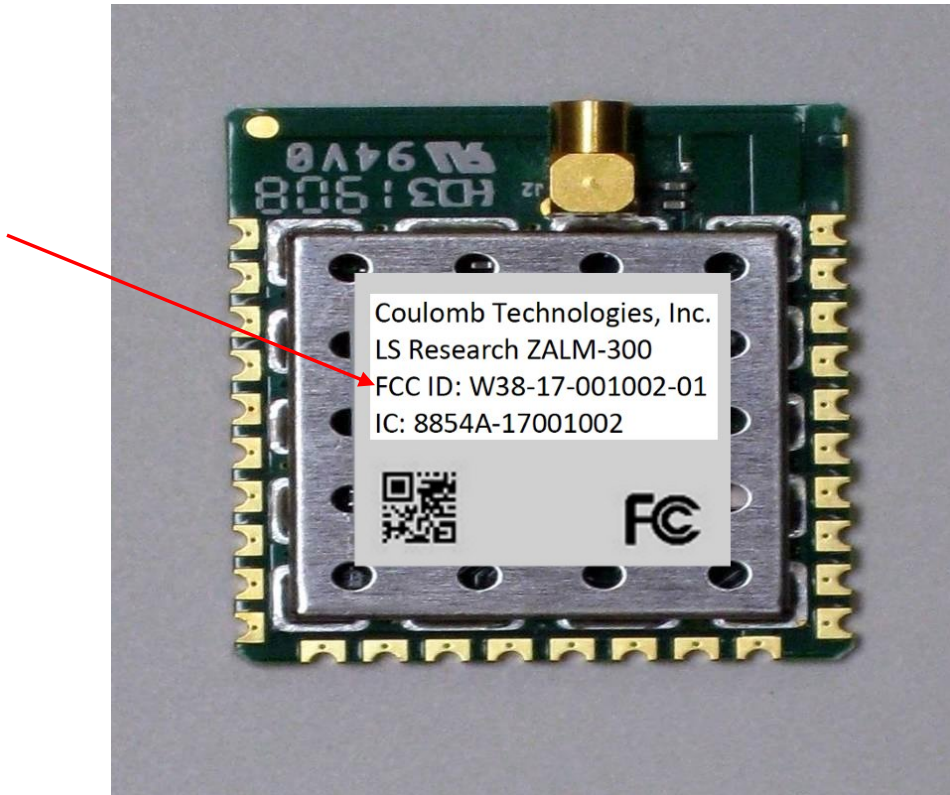 94V0
HD31908
J2
Coulomb Technologies, Inc.
LS Research ZALM-300
FCC ID: W38-17-001002-01
IC: 8854A-17001002
FC